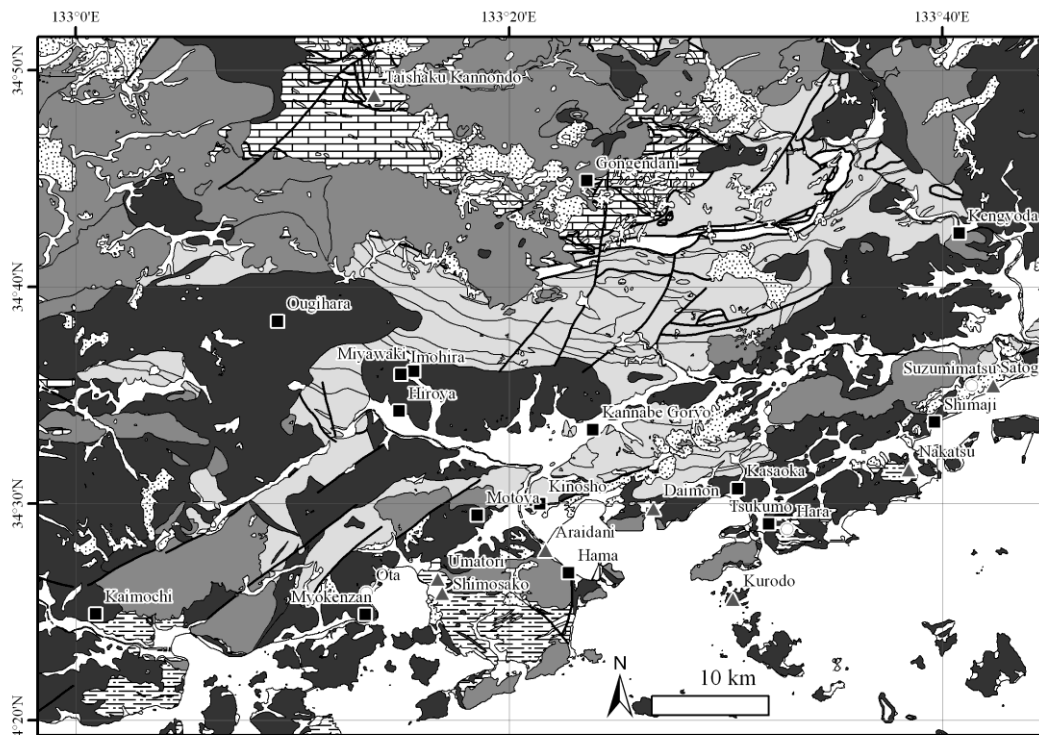 133°0' 133°20' 133°40'
34°50'
Taishaku Kannondo
Gongendani
Kengyoda
34°40'
Ougihara
Miyawaki Imohira
Suzumimatsu Satog
Hiroya
Shimaji
Kannabe Goryo
Nakatsu
Kasaoka
34°30'
Kinosho
Daimon
Motoya
Tsukumo Hara
Araidani
Umatori
Hama
Ota
Shimosako
Kurodo
Kaimochi
Myokenzan
N
10 km
34°20'